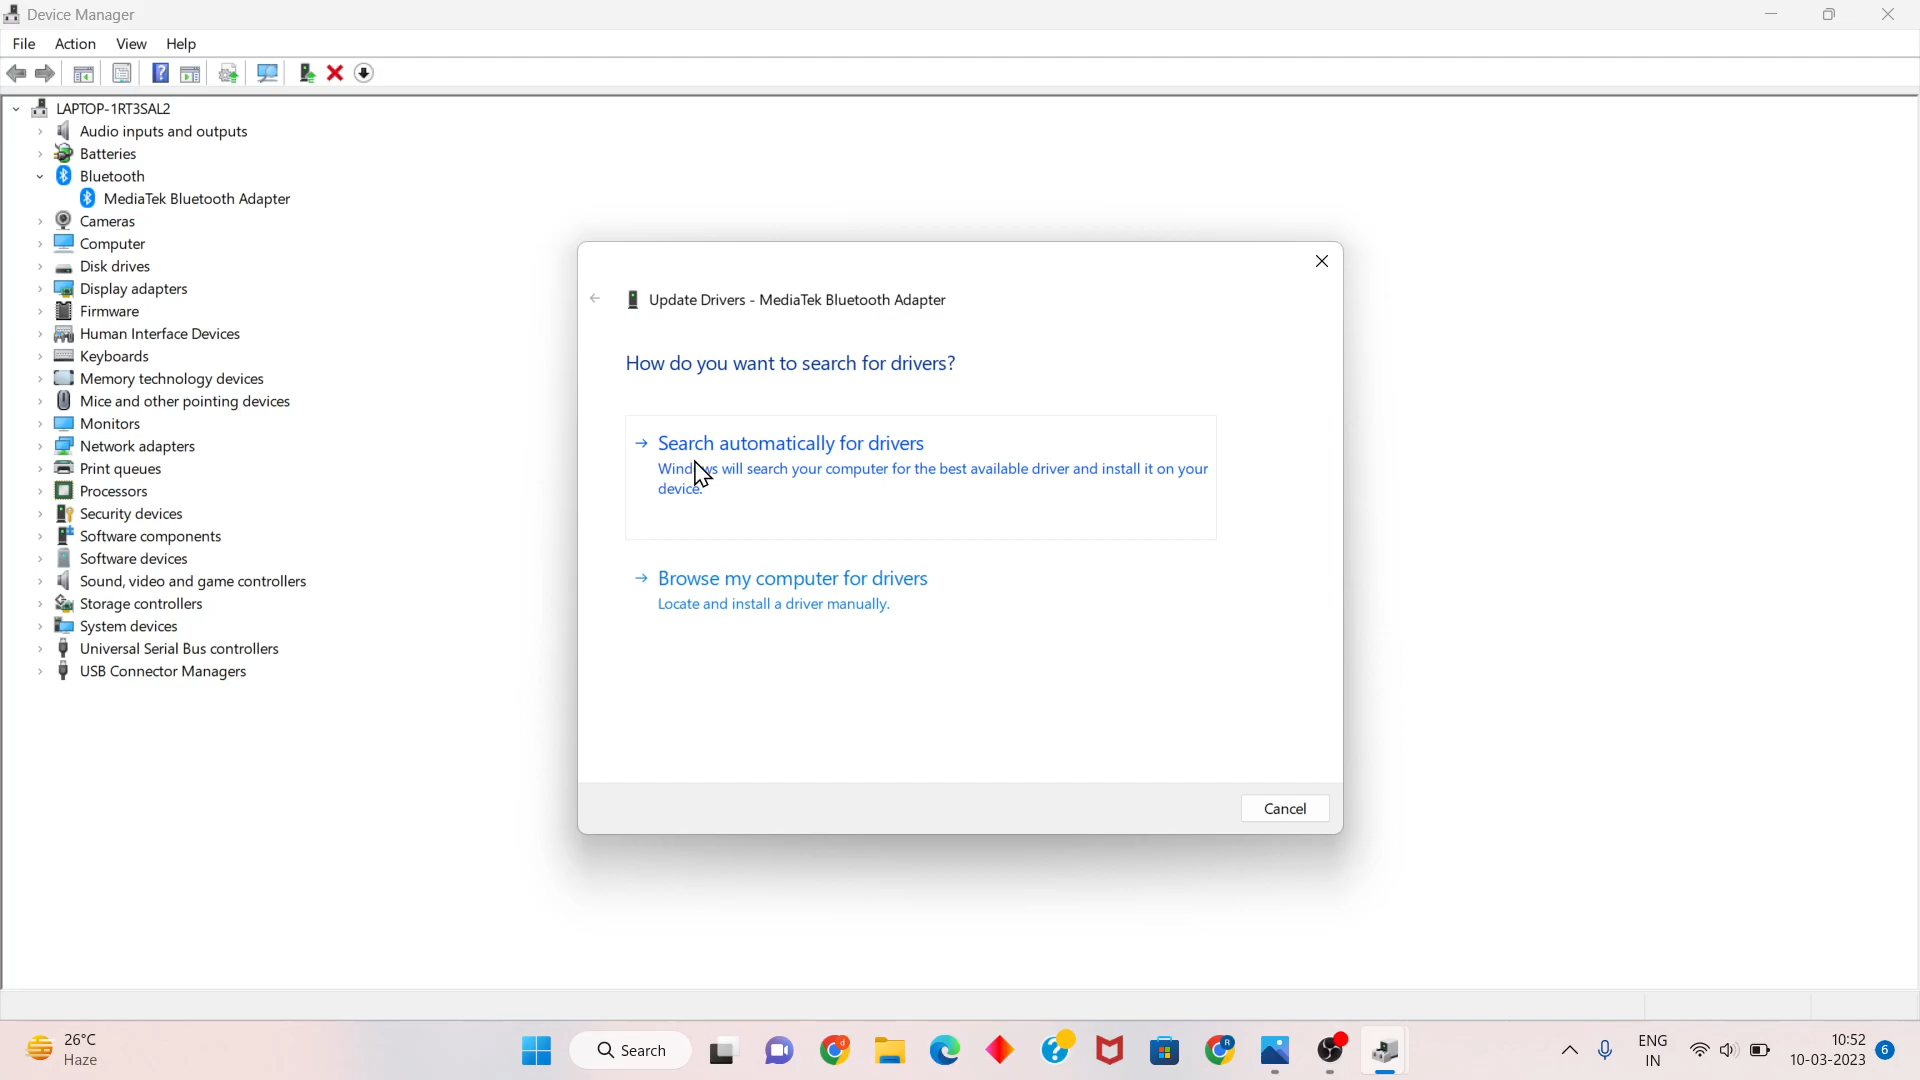 Device Manager
File Action View Help
LAPTOP-1RT3SAL2
Audio inputs and outputs
Batteries
Bluetooth
MediaTek Bluetooth Adapter
Cameras
Computer
Disk drives
Display adapters
Firmware
Human Interface Devices
Keyboards
Memory technology devices
Mice and other pointing devices
Monitors
Network adapters
Print queues
Processors
Security devices
Software components
Software devices
Sound, video and game controllers
Storage controllers
System devices
Universal Serial Bus controllers
USB Connector Managers
Update Drivers - MediaTek Bluetooth Adapter
How do you want to search for drivers?
Search automatically for drivers
Windows will search your computer for the best available driver and install it on your
device.
Browse my computer for drivers
Locate and install a driver manually.
Cancel
26°C
Haze
Search
ENG
IN
10:52
10-03-2023
6